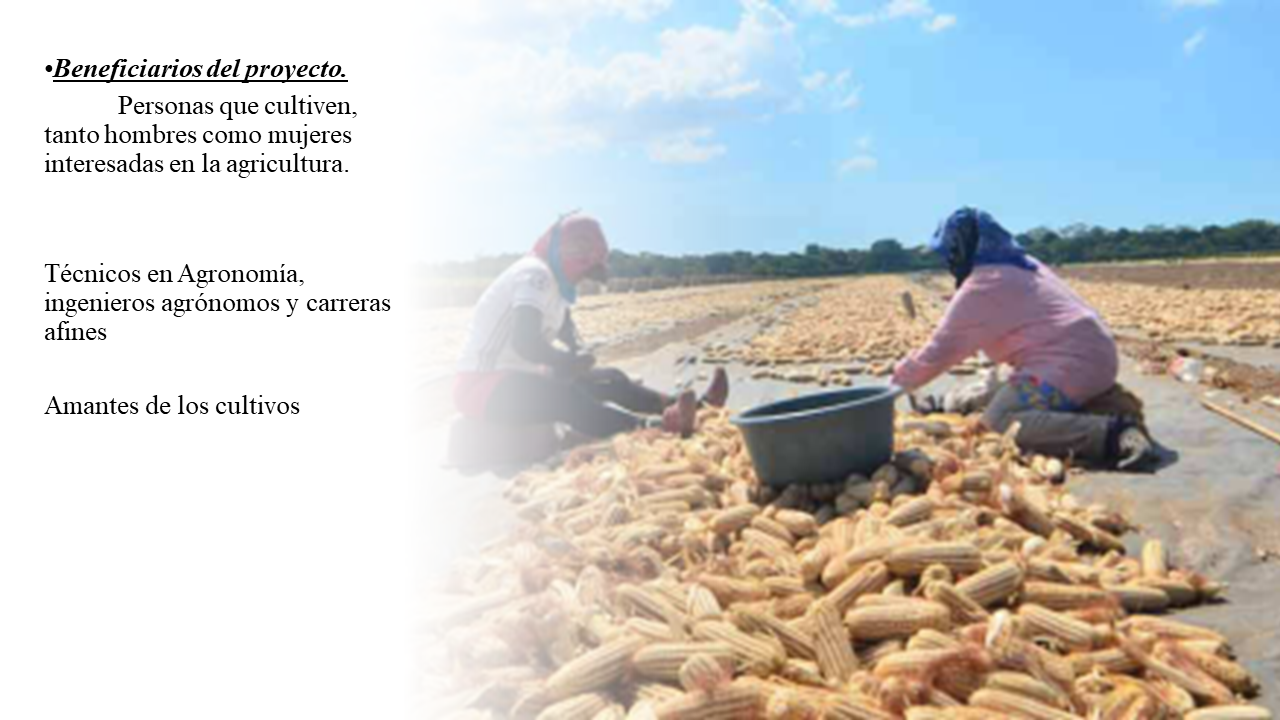 •Beneficiarios del proyecto.
Personas que cultiven,
tanto hombres como mujeres
interesadas en la agricultura.
Técnicos en Agronomía,
ingenieros agrónomos y carreras
afines
Amantes de los cultivos